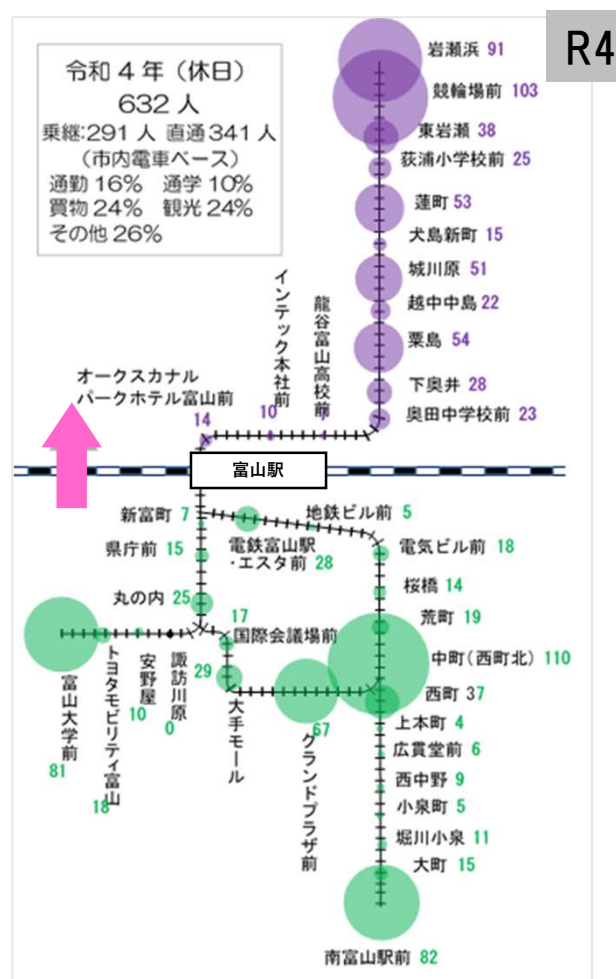 R4
令和４年（休日）
632 人
乗継:291 人 直通 341 人
（市内電車ベース）
通勤 16% 通学 10%
買物 24% 観光 24%
その他 26%
岩瀬浜 91
競輪場前 103
東岩瀬 38
荻浦小学校前 25
蓮町 53
犬島新町 15
城川原 51
越中中島 22
粟島 54
下奥井 28
奥田中学校前 23
龍谷富山高校前
7
インテック本社前
10
オークスカナル
パークホテル富山前
14
富山駅
新富町 7
県庁前 15
丸の内 25
地鉄ビル前 5
電鉄富山駅
・エスタ前 28
電気ビル前 18
桜橋 14
荒町 19
中町（西町北） 110
西町 37
上本町 4
広貫堂前 6
西中野 9
小泉町 5
堀川小泉 11
大町 15
南富山駅前 82
17
国際会議場前
29
大手モール
67
グランドプラザ前
諏訪川原
0
安野屋
10
トヨタモビリティ富山
18
富山大学前
81